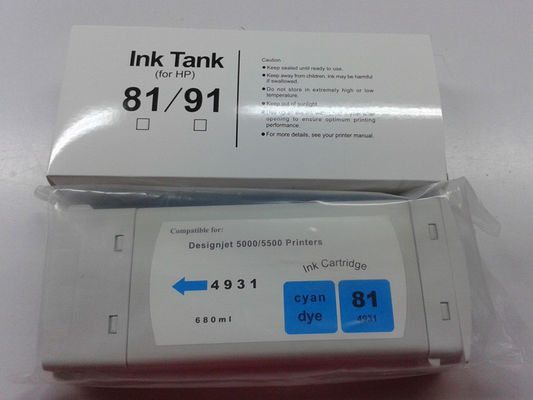 Ink Tank
(for HP)
81/91
Caution
● Keep sealed until ready to use.
● Keep away from children, ink may be harmful
if swallowed.
● Do not store in extremely high or low
temperature.
● Keep out of sunlight.
opening to ensure optimum printing
performance.
● For more details, see your printer manual.
Compatible for:
Designjet 5000/5500 Printers
4931
680ml
Ink Cartridge
cyan
dye
81
4931